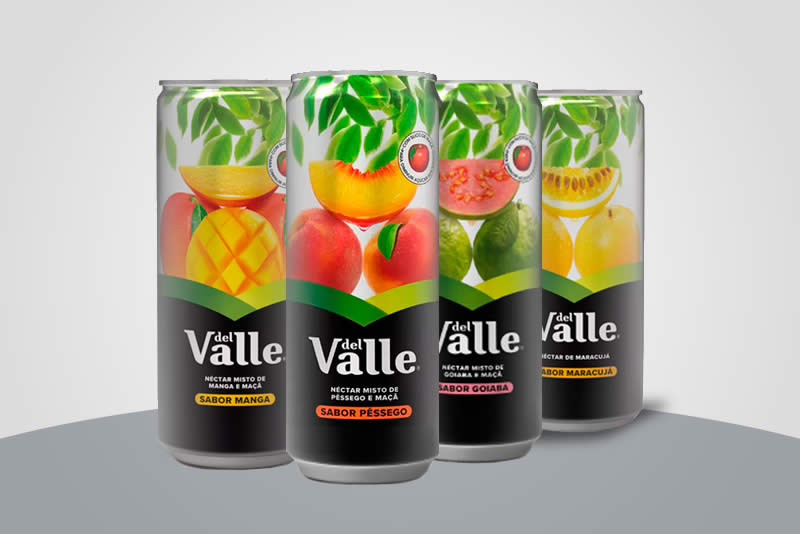 del
Valle
NÉCTAR MISTO DE
MANGA E MAÇÃ
SABOR MANGA
del
Valle
NÉCTAR MISTO DE
PÊSSEGO E MAÇÃ
SABOR PÊSSEGO
del
Valle
NÉCTAR MISTO DE
GOIABA E MAÇÃ
SABOR GOIABA
del
Valle
NÉCTAR DE MARACUJÁ
SABOR MARACUJÁ